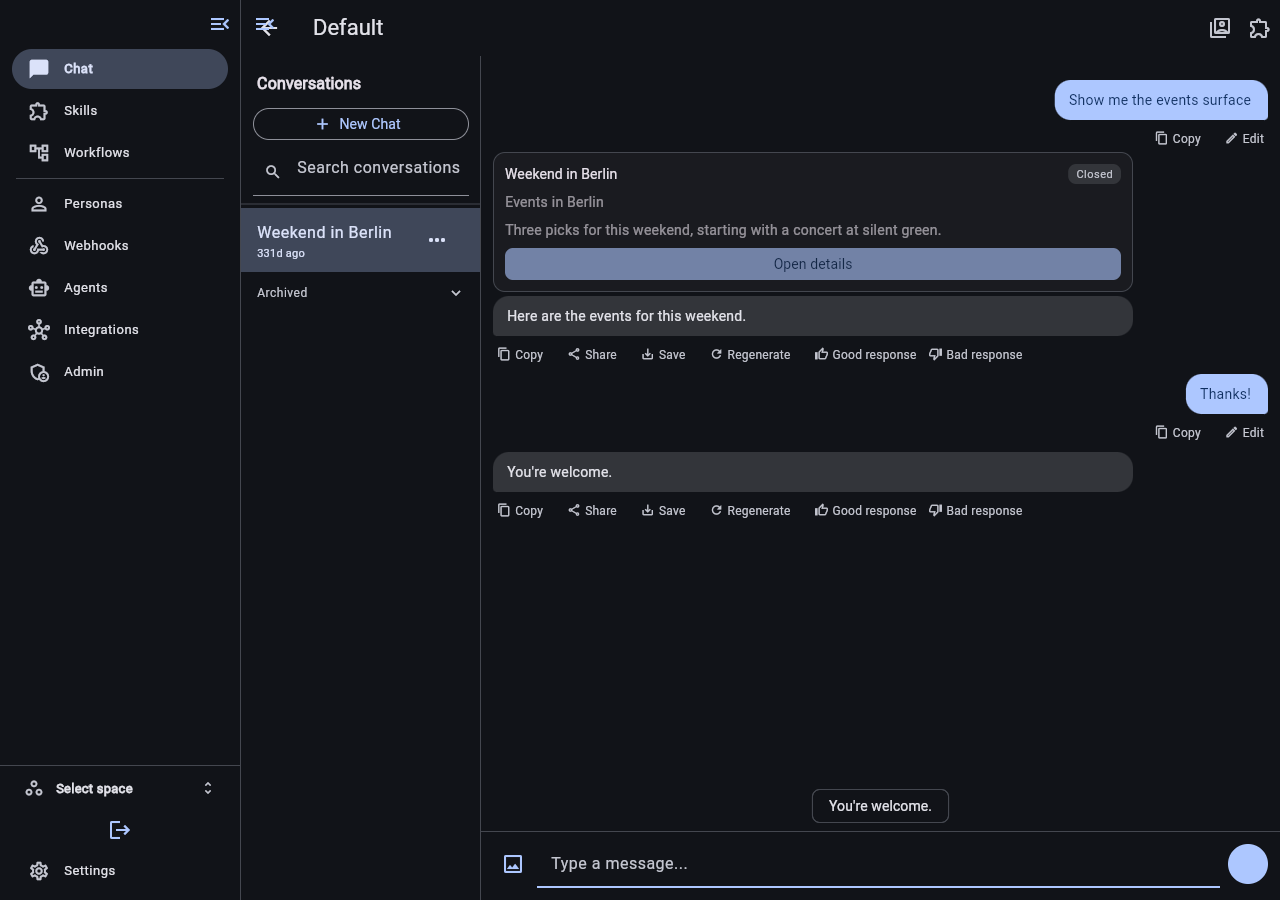 Default
Chat
Skills
Workflows
Personas
Webhooks
Agents
Integrations
Admin
Select space
Settings
Conversations
New Chat
Search conversations
Weekend in Berlin
331d ago
Archived
Show me the events surface
Copy Edit
Weekend in Berlin Closed
Events in Berlin
Three picks for this weekend, starting with a concert at silent green.
Open details
Here are the events for this weekend.
Copy Share Save Regenerate Good response Bad response
Thanks!
Copy Edit
You're welcome.
Copy Share Save Regenerate Good response Bad response
You're welcome.
Type a message...